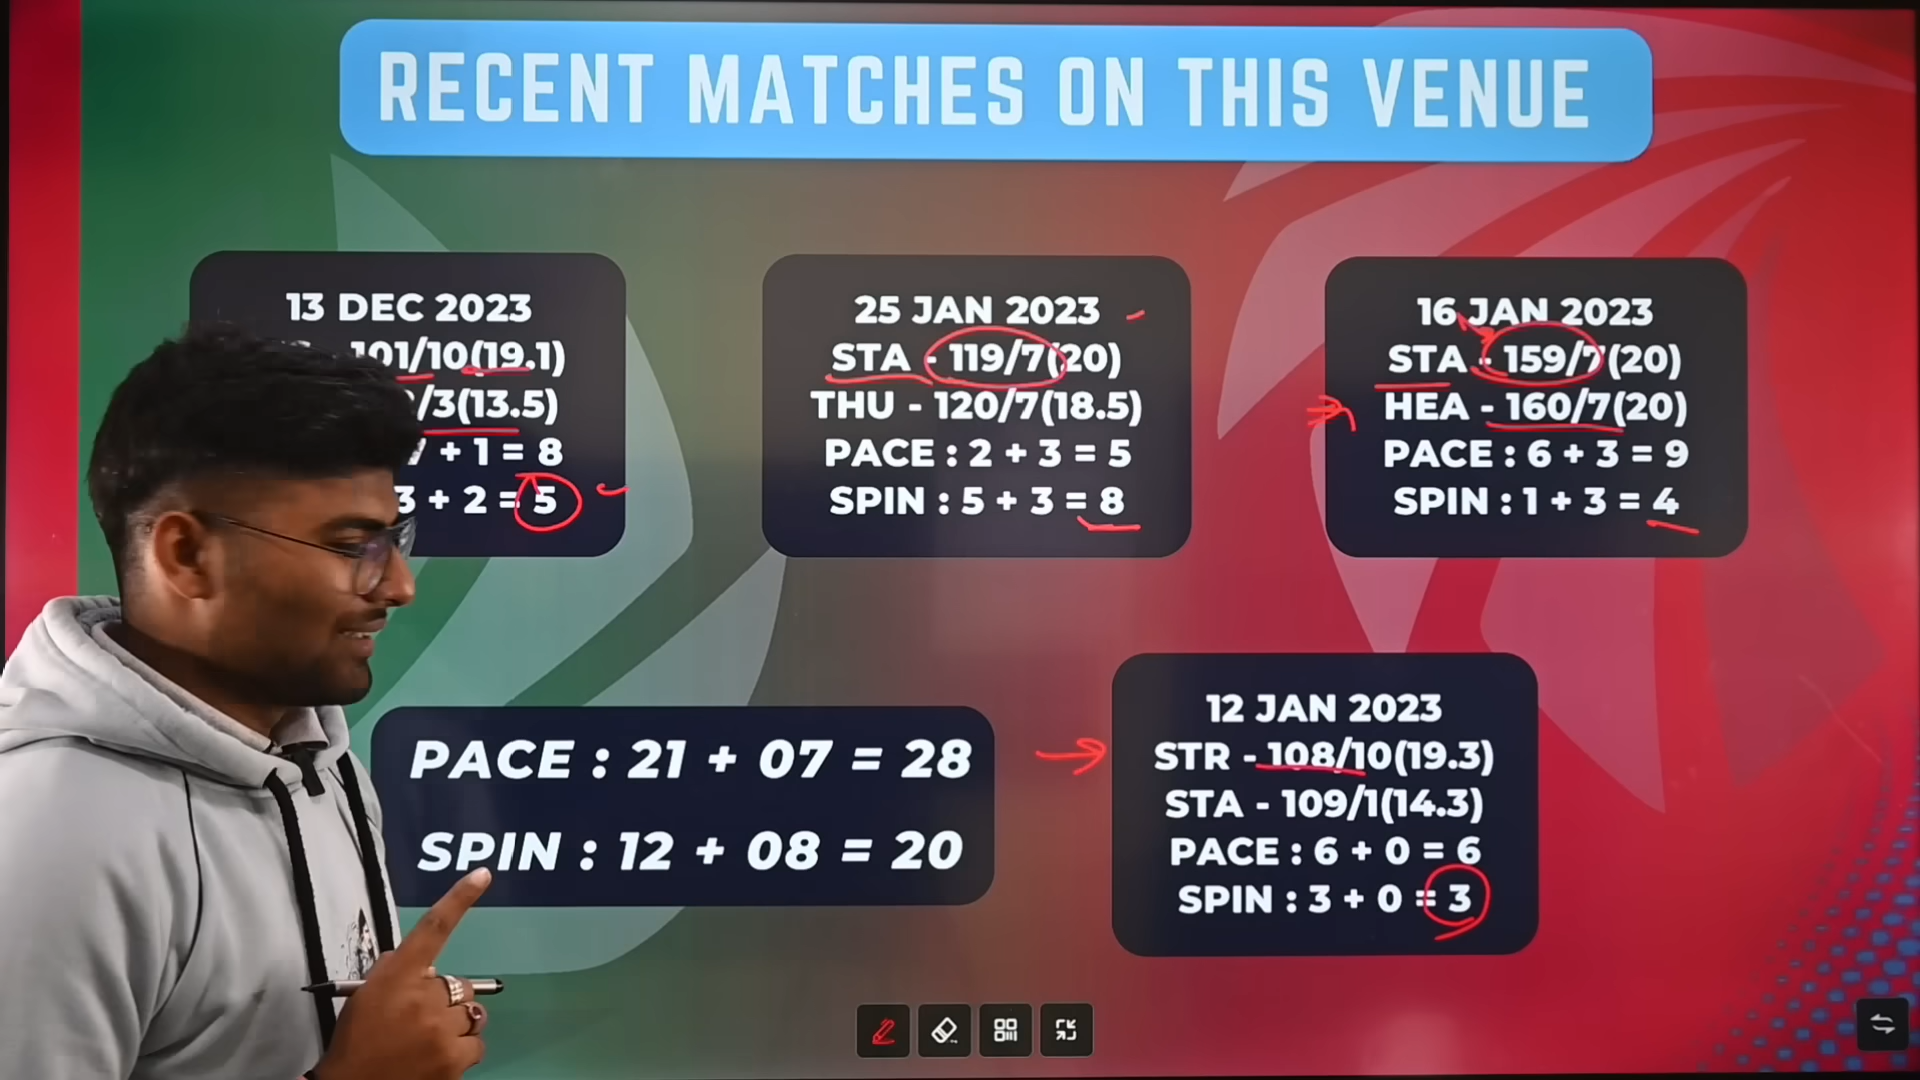 RECENT MATCHES ON THIS VENUE
13 DEC 2023
101/10(19.1)
/3(13.5)
+ 1 = 8
3 + 2 = 5
25 JAN 2023
STA - 119/7(20)
THU - 120/7(18.5)
PACE : 2 + 3 = 5
SPIN : 5 + 3 = 8
16 JAN 2023
STA - 159/7(20)
HEA - 160/7(20)
PACE : 6 + 3 = 9
SPIN : 1 + 3 = 4
PACE : 21 + 07 = 28
SPIN : 12 + 08 = 20
12 JAN 2023
STR - 108/10(19.3)
STA - 109/1(14.3)
PACE : 6 + 0 = 6
SPIN : 3 + 0 = 3